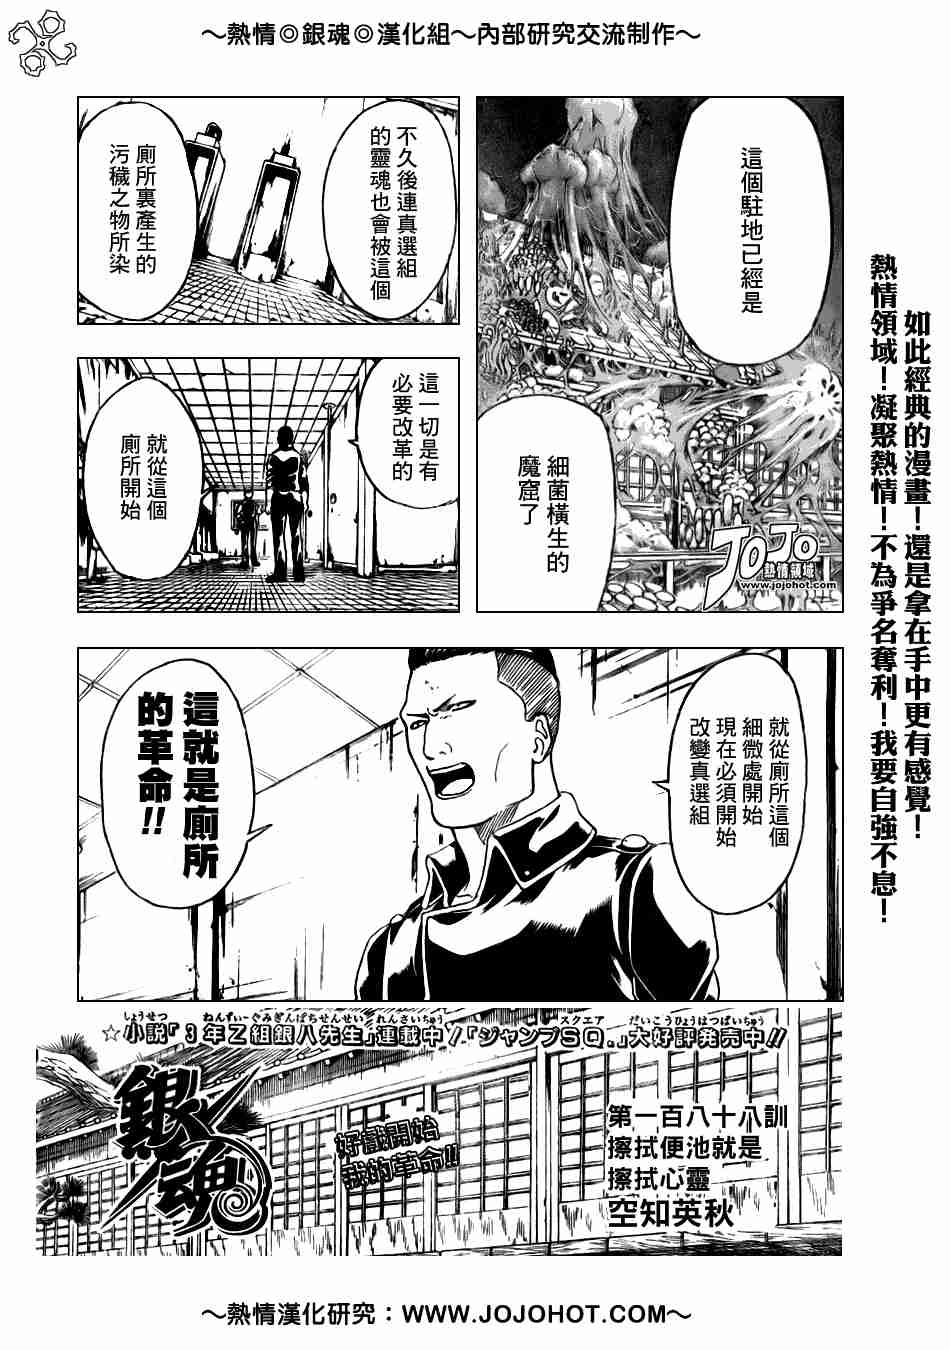 ～熱情◎銀魂◎漢化組～內部研究交流制作～
這個駐地已經是
細菌橫生的
魔窟了
JOJO
熱情領域
www.jojohot.com
不久後連真選組
的靈魂也會被這個
廁所裏產生的
污穢之物所染
這一切是有
必要改革的
就從這個
廁所開始
就從廁所這個
細微處開始
現在必須開始
改變真選組
這就是廁所
的革命!!
如此經典的漫畫！還是拿在手中更有感覺！
熱情領域！凝聚熱情！不為爭名奪利！我要自強不息！
☆小説「3年Z組銀八先生」連載中！「ジャンプSQ.」大好評発売中!!
銀魂
好戲開始
我的革命!!
第一百八十八訓
擦拭便池就是
擦拭心靈
空知英秋
～熱情漢化研究：WWW.JOJOHOT.COM～